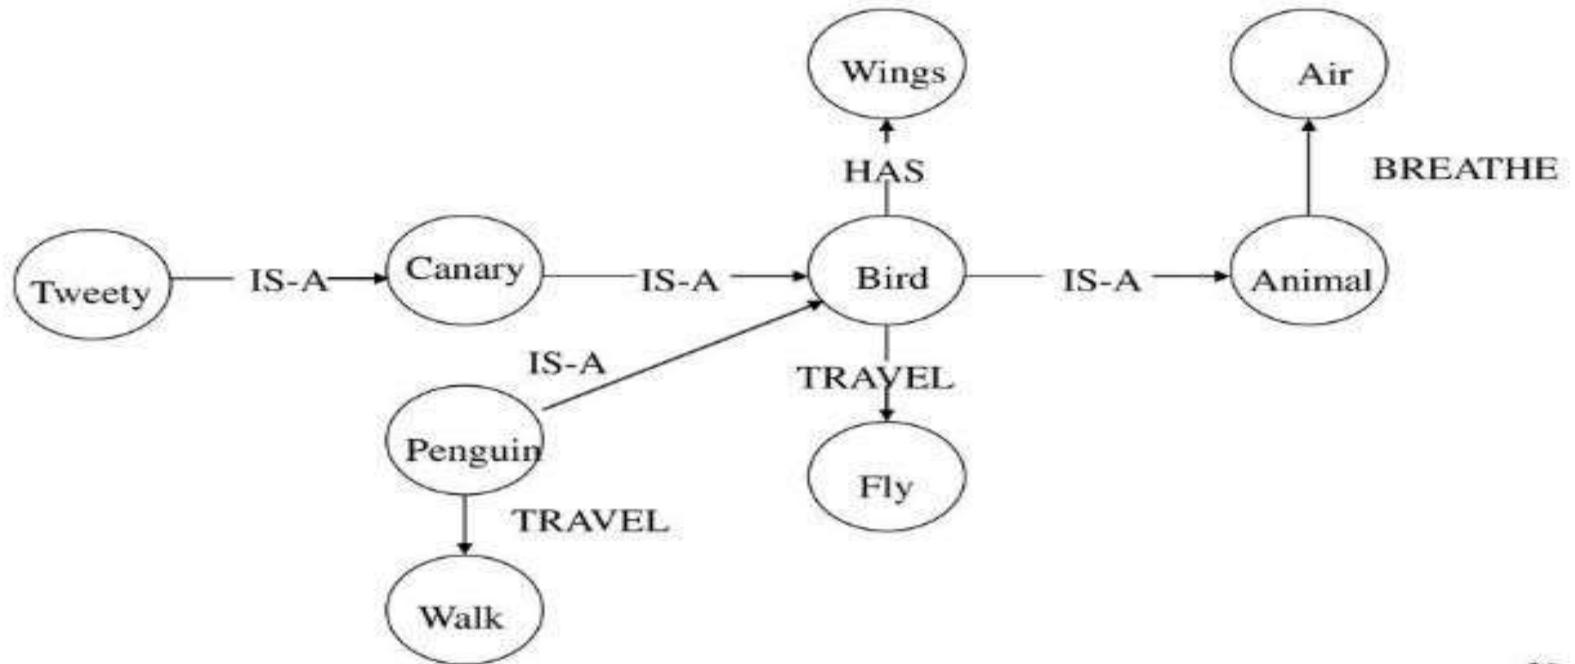 Wings
Air
HAS
BREATHE
Tweety
IS-A
Canary
IS-A
Bird
IS-A
Animal
IS-A
TRAVEL
Penguin
Fly
TRAVEL
Walk